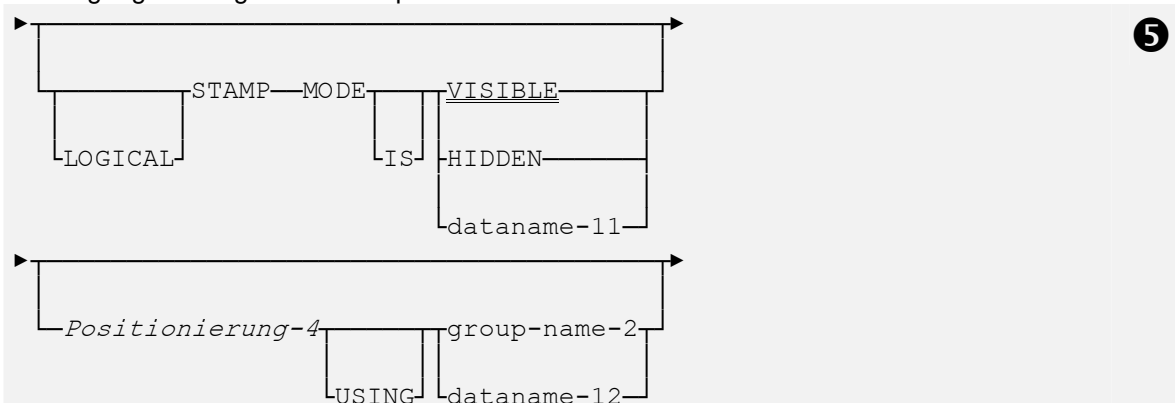 ❺
STAMP MODE VISIBLE
LOGICAL IS HIDDEN
dataname-11
Positionierung-4 group-name-2
USING dataname-12